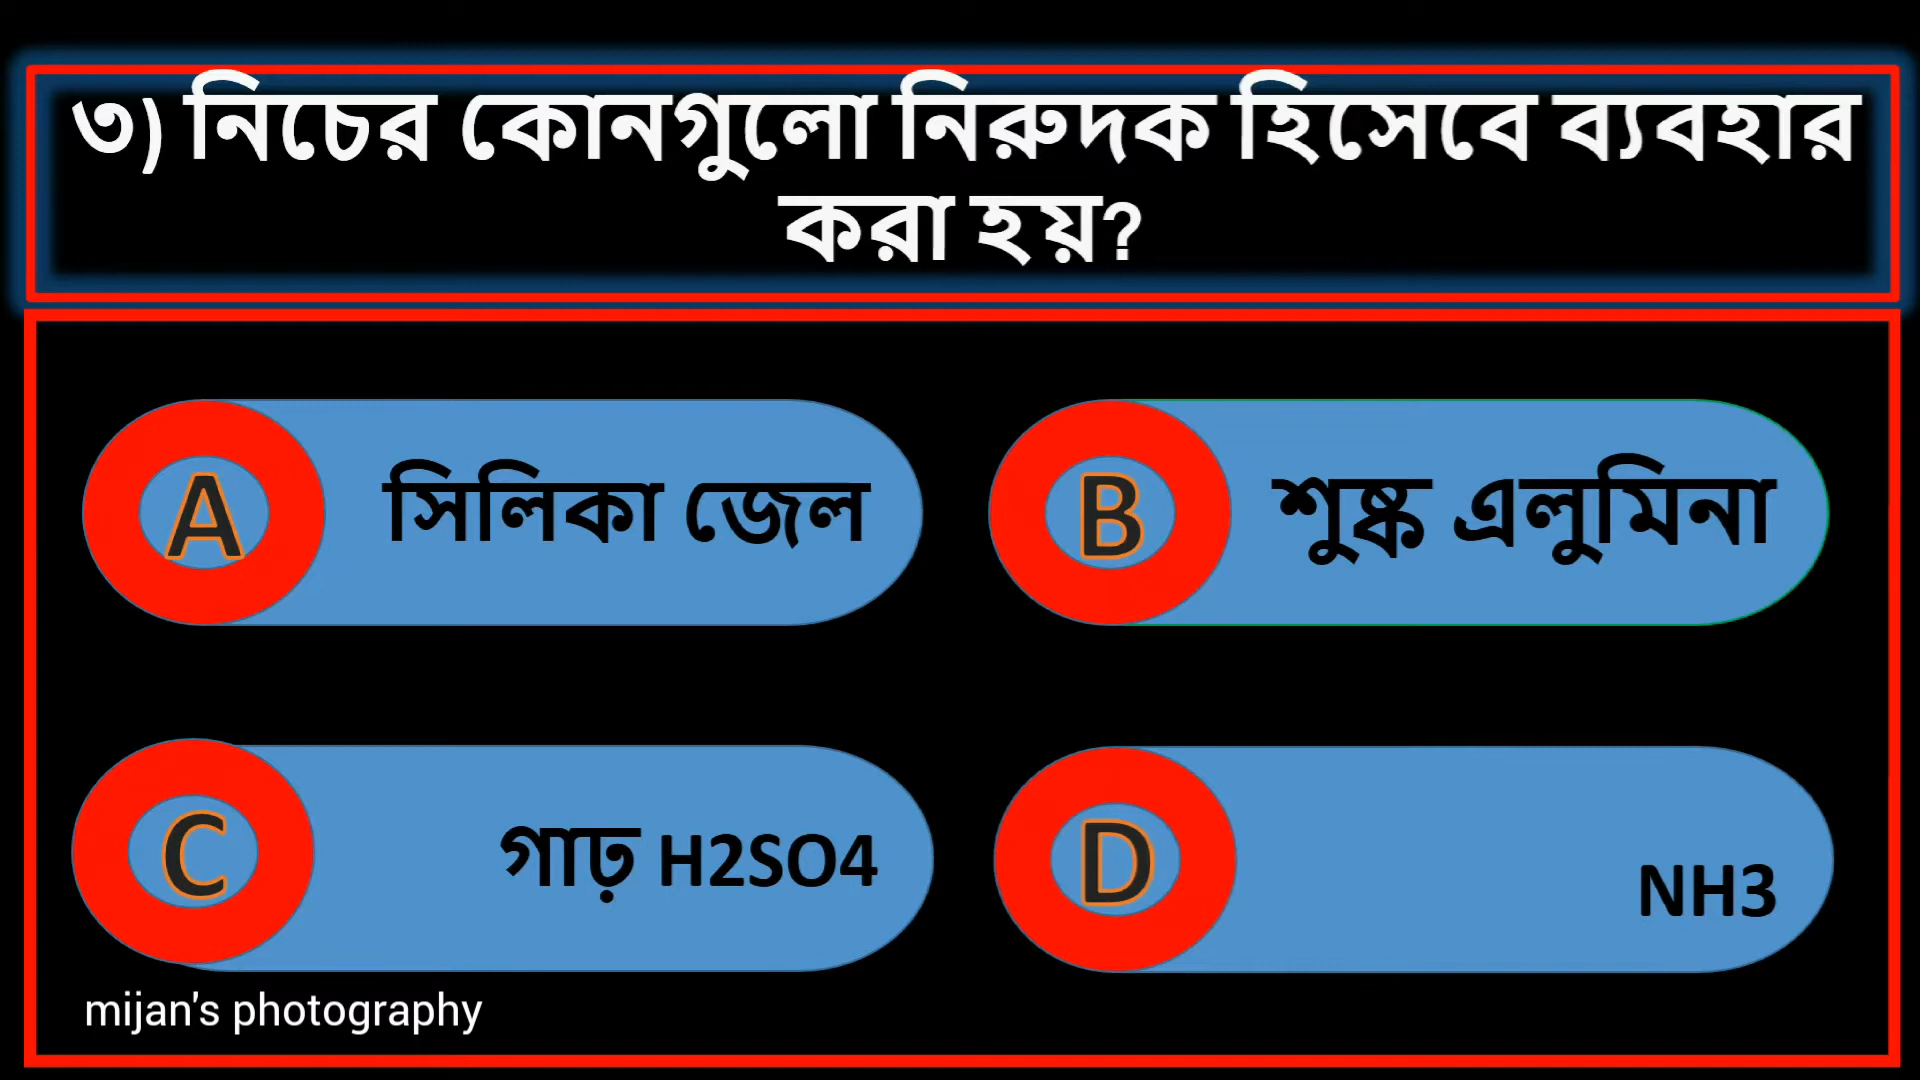 ৩) নিচের কোনগুলো নিরুদক হিসেবে ব্যবহার
করা হয়?
A সিলিকা জেল
B শুষ্ক এলুমিনা
C গাঢ় H2SO4
D NH3
mijan's photography